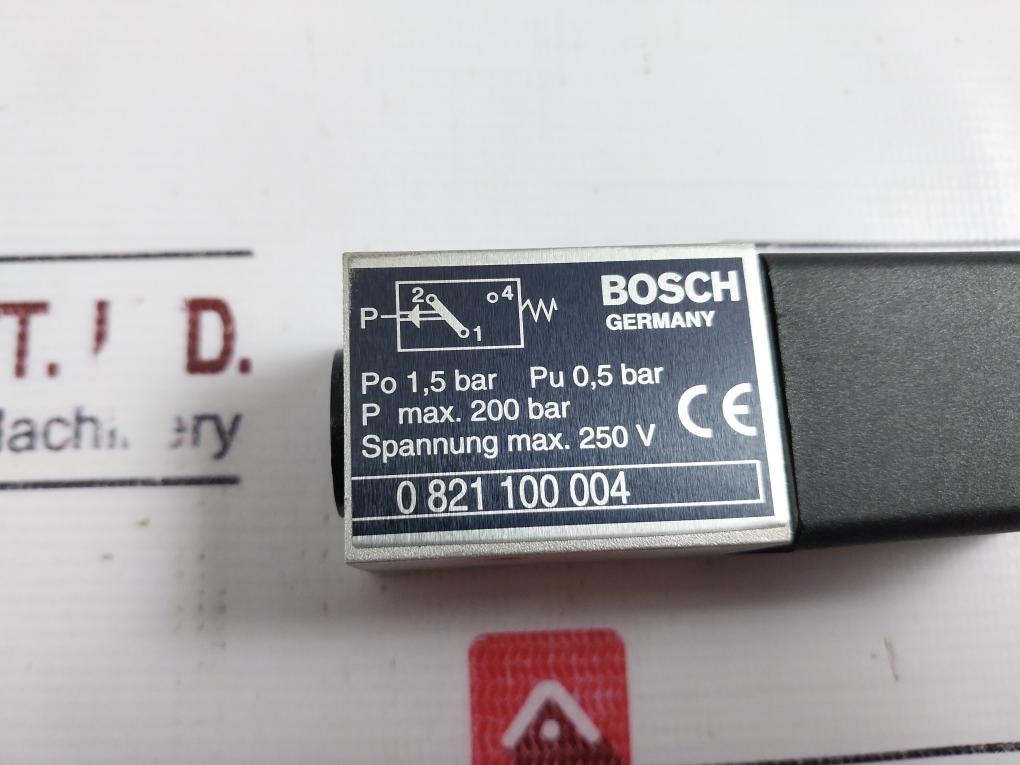 T. D.
BOSCH
GERMANY
2 4
P
1
Po 1,5 bar Pu 0,5 bar
P max. 200 bar
CE
Spannung max. 250 V
0 821 100 004